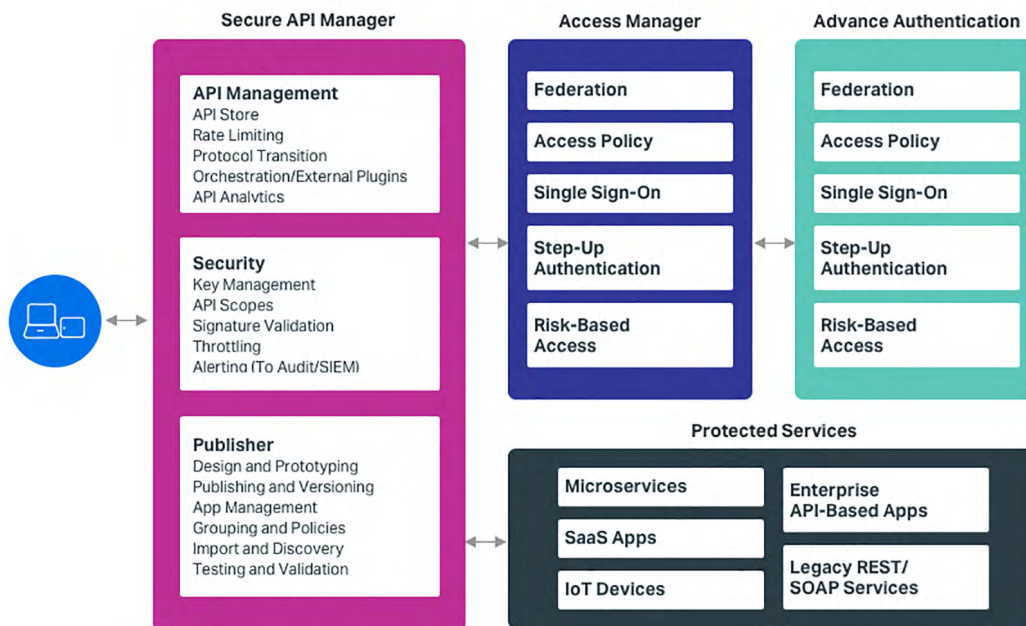 Secure API Manager
API Management
API Store
Rate Limiting
Protocol Transition
Orchestration/External Plugins
API Analytics
Security
Key Management
API Scopes
Signature Validation
Throttling
Alerting (To Audit/SIEM)
Publisher
Design and Prototyping
Publishing and Versioning
App Management
Grouping and Policies
Import and Discovery
Testing and Validation
Access Manager
Federation
Access Policy
Single Sign-On
Step-Up
Authentication
Risk-Based
Access
Advance Authentication
Federation
Access Policy
Single Sign-On
Step-Up
Authentication
Risk-Based
Access
Protected Services
Microservices
SaaS Apps
IoT Devices
Enterprise
API-Based Apps
Legacy REST/
SOAP Services